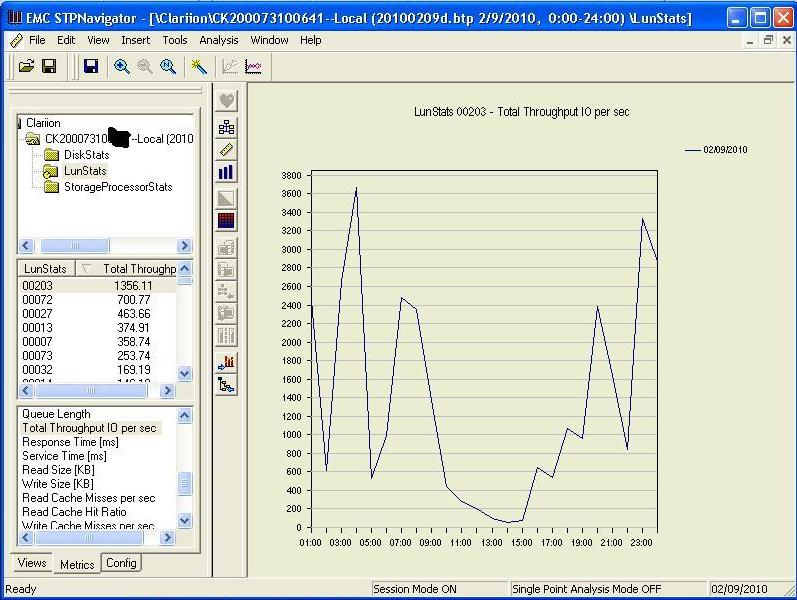 EMC STPNavigator - [\Clariion\CK200073100641--Local (20100209d.btp 2/9/2010, 0:00-24:00) \LunStats]
File Edit View Insert Tools Analysis Window Help
Clariion
CK20007310 --Local (2010
DiskStats
LunStats
StorageProcessorStats
LunStats Total Throughp
00203 1356.11
00072 700.77
00027 463.66
00013 374.91
00007 358.74
00073 253.74
00032 169.19
Queue Length
Total Throughput IO per sec
Response Time [ms]
Service Time [ms]
Read Size [KB]
Write Size [KB]
Read Cache Misses per sec
Read Cache Hit Ratio
Write Cache Misses per sec
Views Metrics Config
LunStats 00203 - Total Throughput IO per sec
02/09/2010
3800
3600
3400
3200
3000
2800
2600
2400
2200
2000
1800
1600
1400
1200
1000
800
600
400
200
0
01:00 03:00 05:00 07:00 09:00 11:00 13:00 15:00 17:00 19:00 21:00 23:00
Ready Session Mode ON Single Point Analysis Mode OFF 02/09/2010